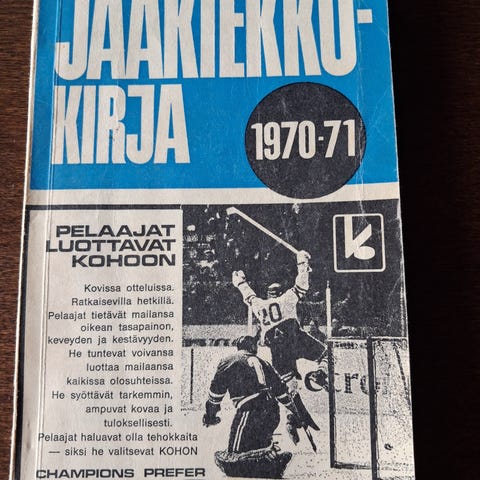 JÄÄKIEKKO-
KIRJA
1970-71
PELAAJAT
LUOTTAVAT
KOHOON
Kovissa otteluissa.
Ratkaisevilla hetkillä.
Pelaajat tietävät mailansa
oikean tasapainon,
keveyden ja kestävyyden.
He tuntevat voivansa
luottaa mailaansa
kaikissa olosuhteissa.
He syöttävät tarkemmin,
ampuvat kovaa ja
tuloksellisesti.
Pelaajat haluavat olla tehokkaita
— siksi he valitsevat KOHON
CHAMPIONS PREFER
20